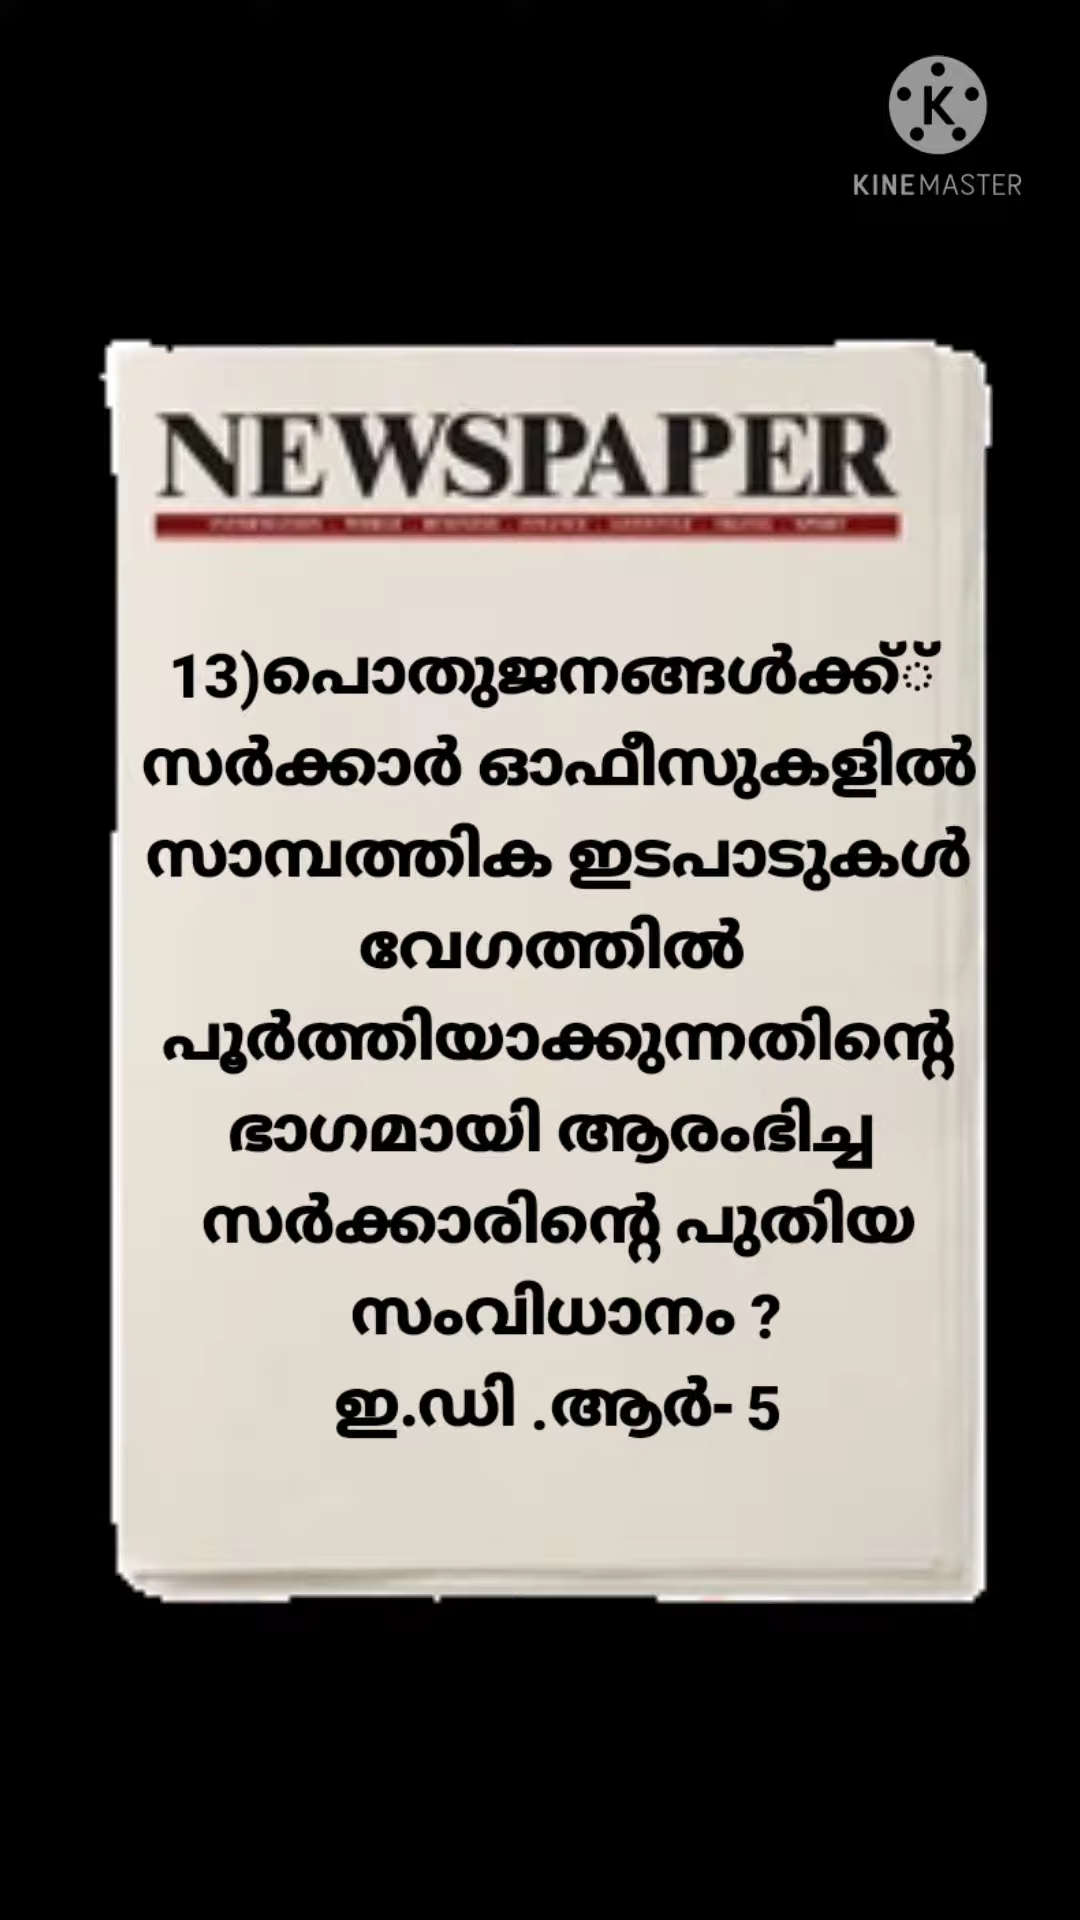 KINEMASTER
NEWSPAPER
13)പൊതുജനങ്ങൾക്ക്്
സർക്കാർ ഓഫീസുകളിൽ
സാമ്പത്തിക ഇടപാടുകൾ
വേഗത്തിൽ
പൂർത്തിയാക്കുന്നതിന്റെ
ഭാഗമായി ആരംഭിച്ച
സർക്കാരിന്റെ പുതിയ
സംവിധാനം ?
ഇ.ഡി .ആർ- 5